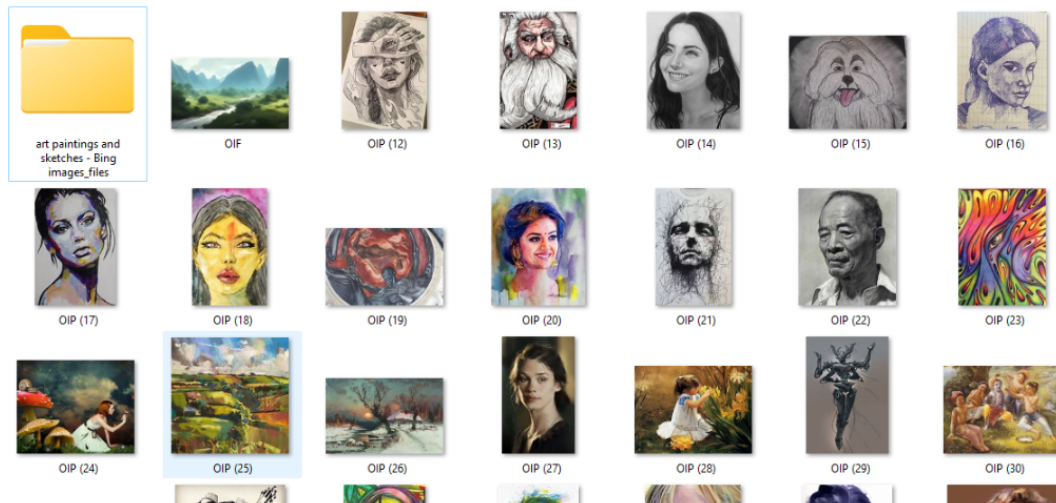 art paintings and
sketches - Bing
images_files
OIF
OIP (12)
OIP (13)
OIP (14)
OIP (15)
OIP (16)
OIP (17)
OIP (18)
OIP (19)
OIP (20)
OIP (21)
OIP (22)
OIP (23)
OIP (24)
OIP (25)
OIP (26)
OIP (27)
OIP (28)
OIP (29)
OIP (30)